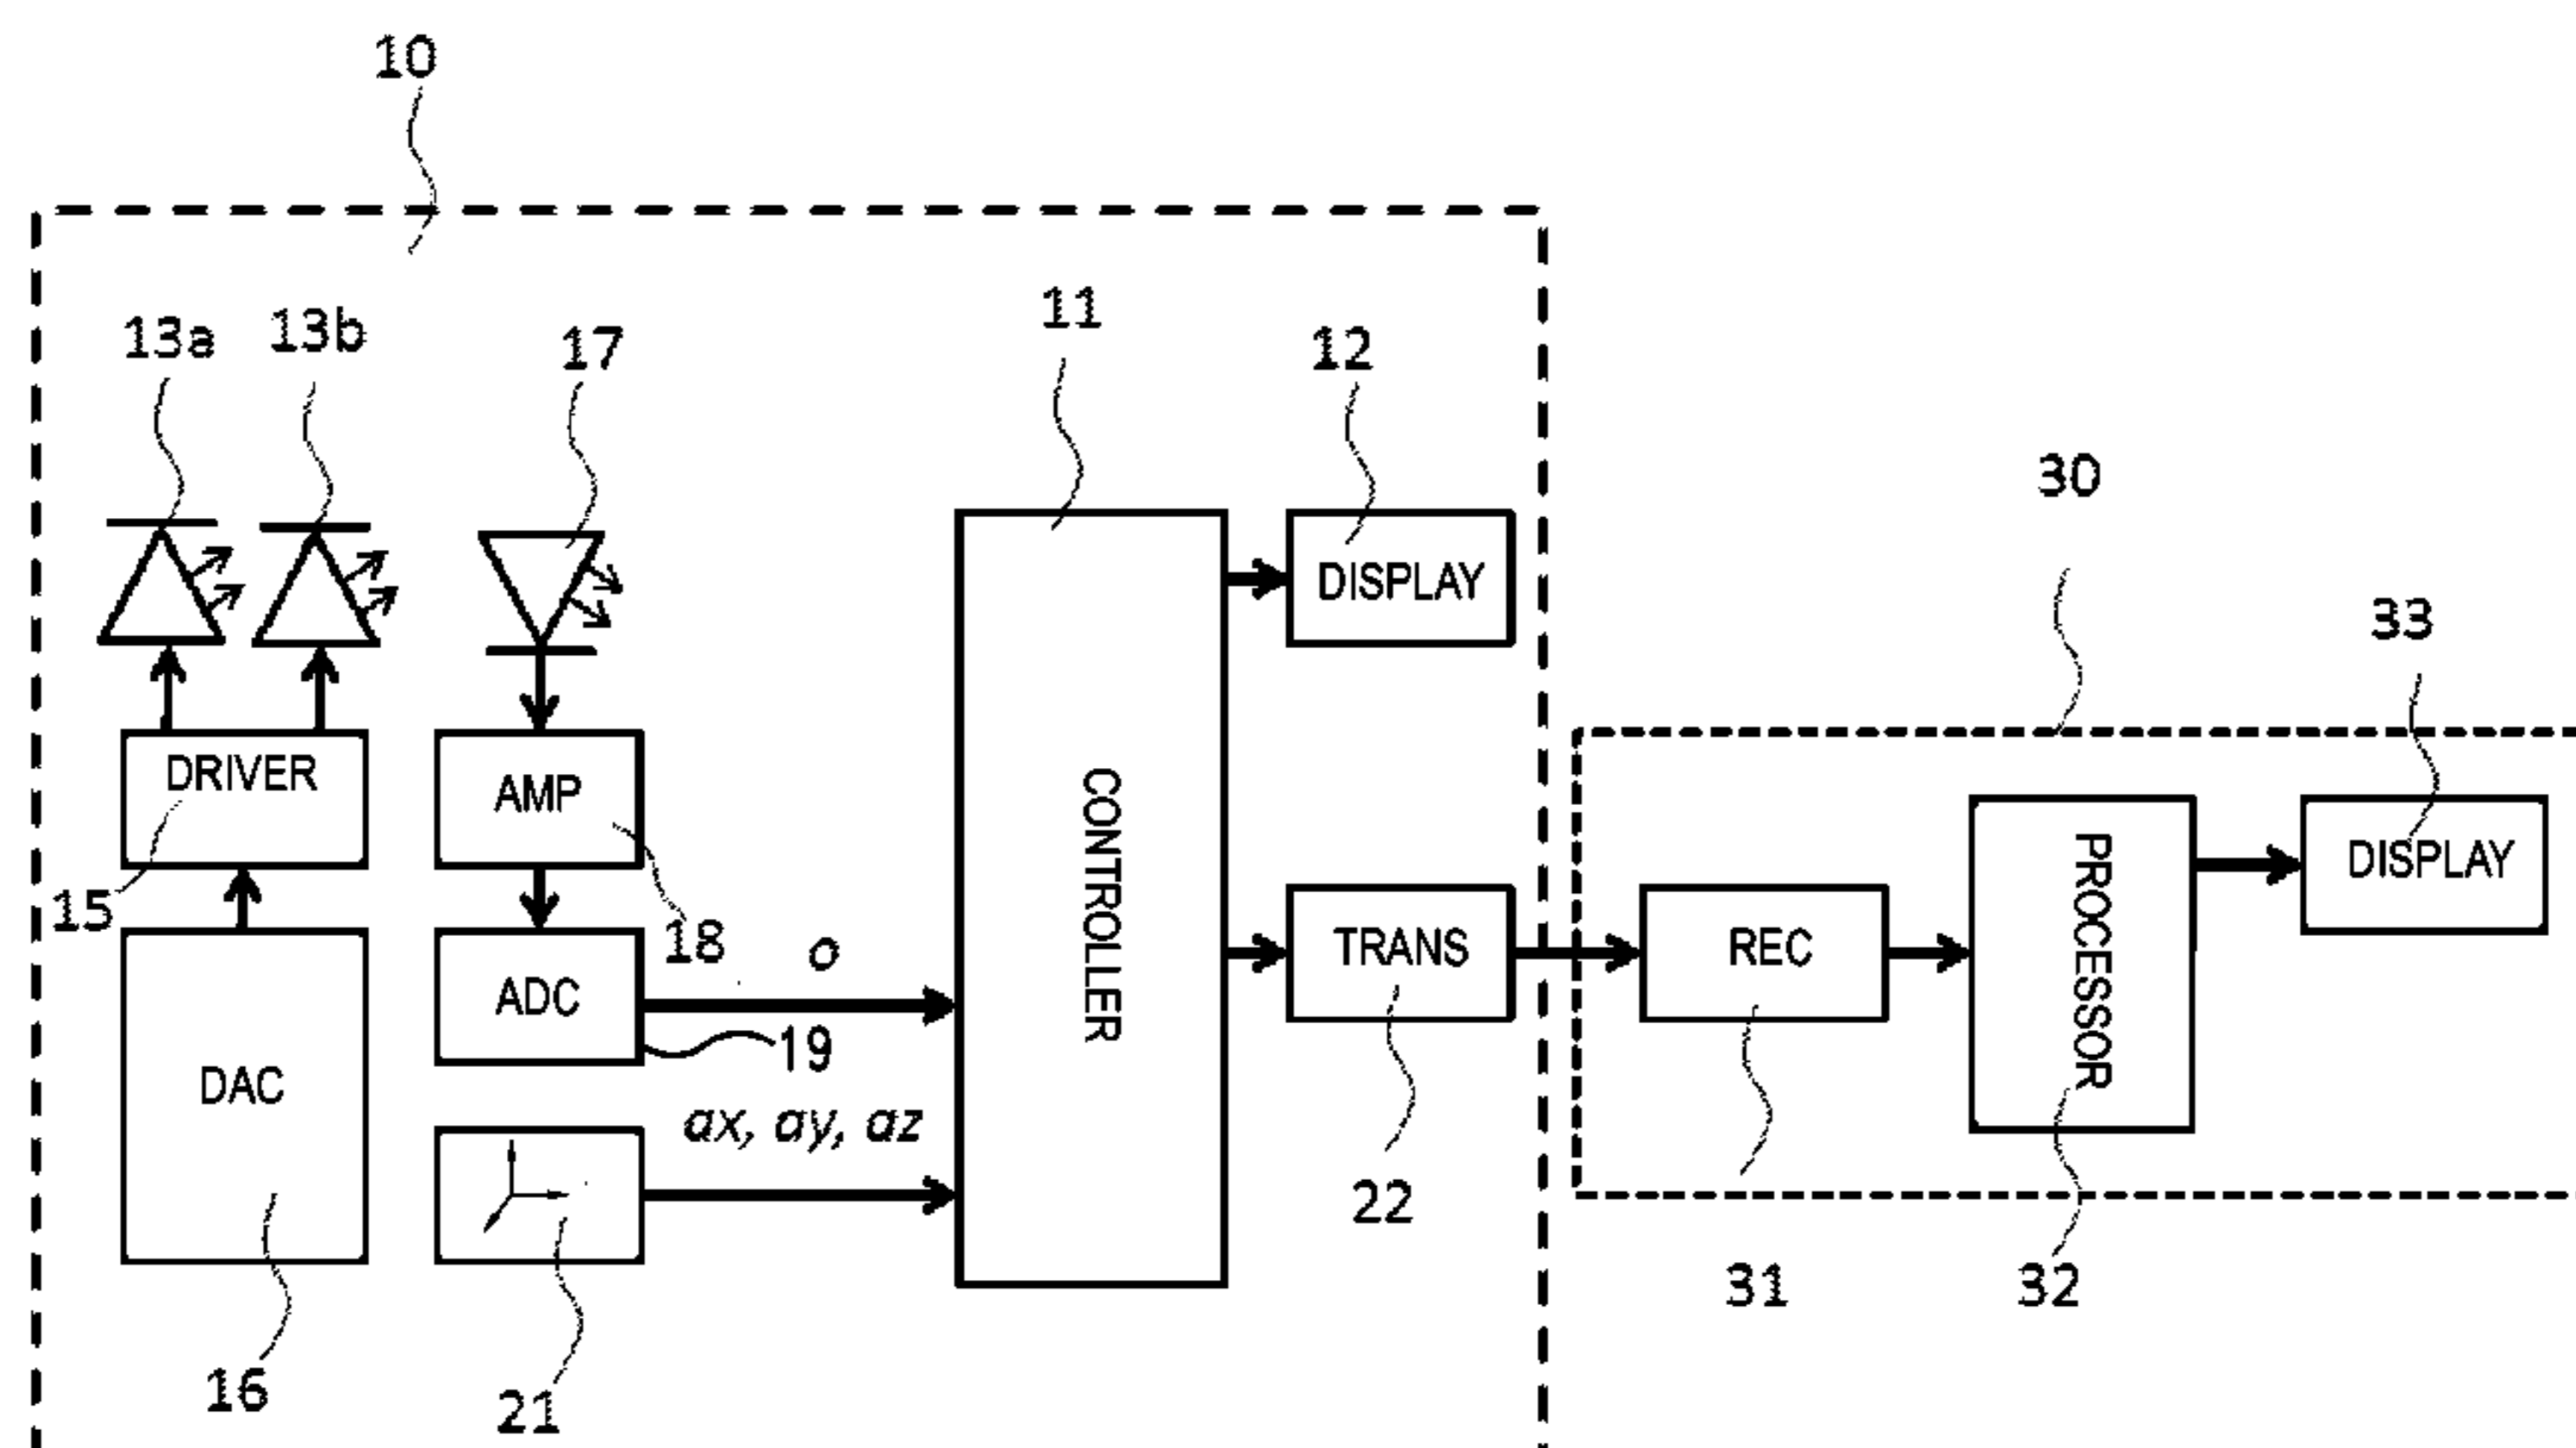 10
13a
13b
17
11
12
30
33
DISPLAY
DRIVER
AMP
CONTROLLER
PROCESSOR
DISPLAY
15
18
o
TRANS
REC
ADC
19
DAC
ax, ay, az
22
31
32
16
21